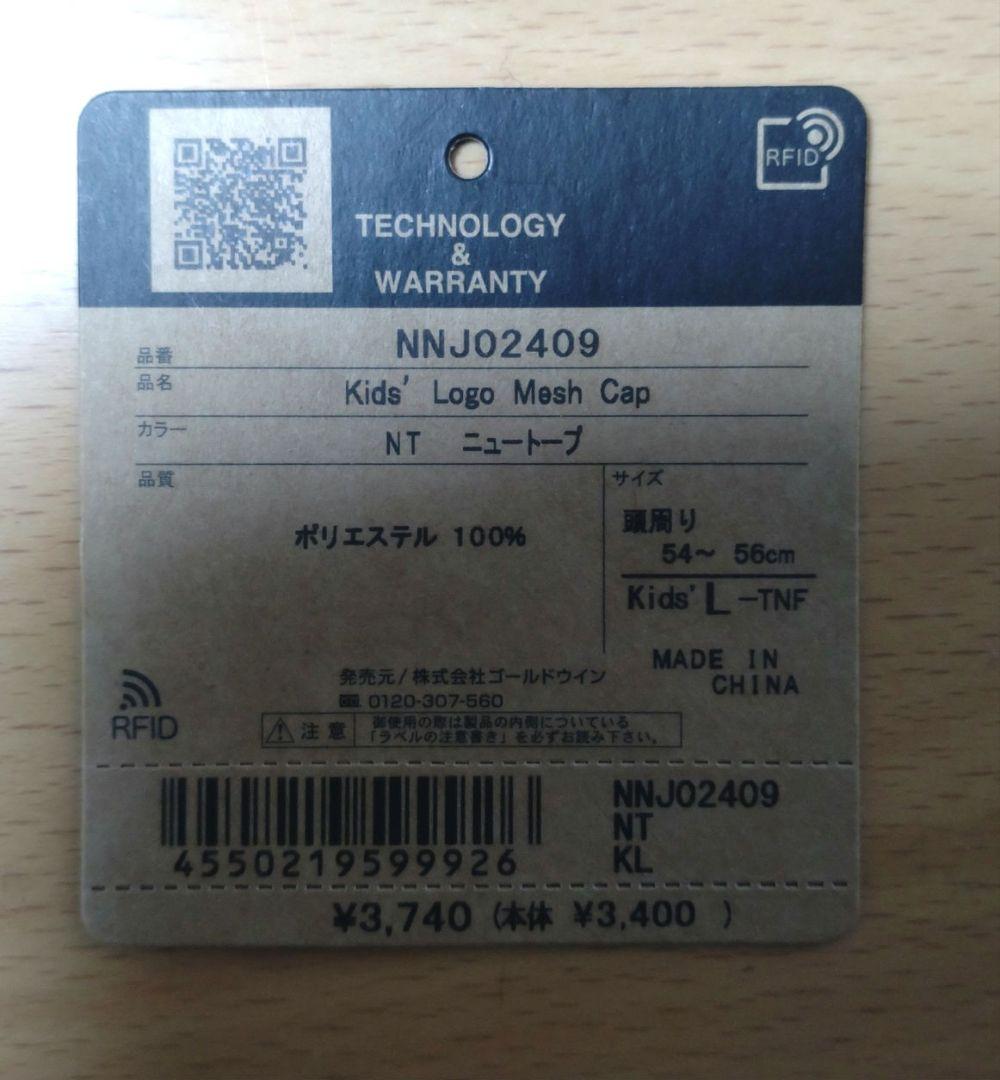 RFID
TECHNOLOGY
&
WARRANTY
品番 NNJ02409
品名 Kids' Logo Mesh Cap
カラー NT ニュートープ
品質
ポリエステル 100%
サイズ
頭周り
54～ 56cm
Kids' L -TNF
MADE IN
CHINA
発売元/株式会社ゴールドウイン
0120-307-560
RFID
注意
御使用の際は製品の内側についている
「ラベルの注意書き」を必ずお読み下さい。
4550219599926
NNJ02409
NT
KL
¥3,740 (本体 ¥3,400 )